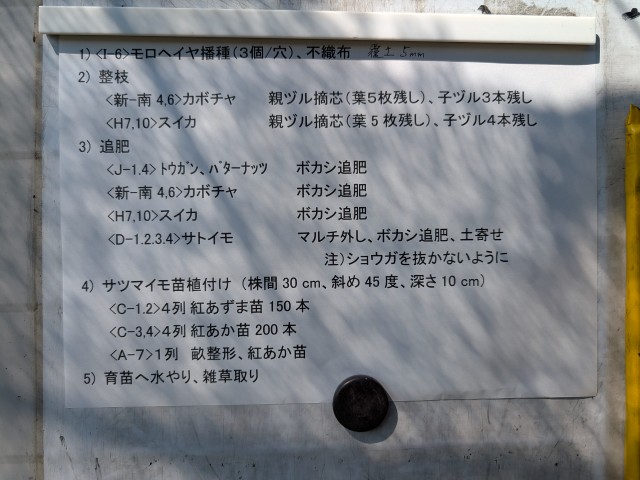 1) <I-6>モロヘイヤ播種(3個/穴)、不織布 覆土 5mm
2) 整枝
<新-南 4,6>カボチャ 親ヅル摘芯(葉5枚残し)、子ヅル3本残し
<H7,10>スイカ 親ヅル摘芯(葉 5 枚残し)、子ヅル4本残し
3) 追肥
<J-1.4>トウガン、バターナッツ ボカシ追肥
<新-南 4,6>カボチャ ボカシ追肥
<H7,10>スイカ ボカシ追肥
<D-1.2.3.4>サトイモ マルチ外し、ボカシ追肥、土寄せ
注)ショウガを抜かないように
4) サツマイモ苗植付け (株間 30 cm、斜め 45 度、深さ 10 cm)
<C-1.2>4列 紅あずま苗 150 本
<C-3,4>4列 紅あか苗 200 本
<A-7>1列 畝整形、紅あか苗
5) 育苗へ水やり、雑草取り